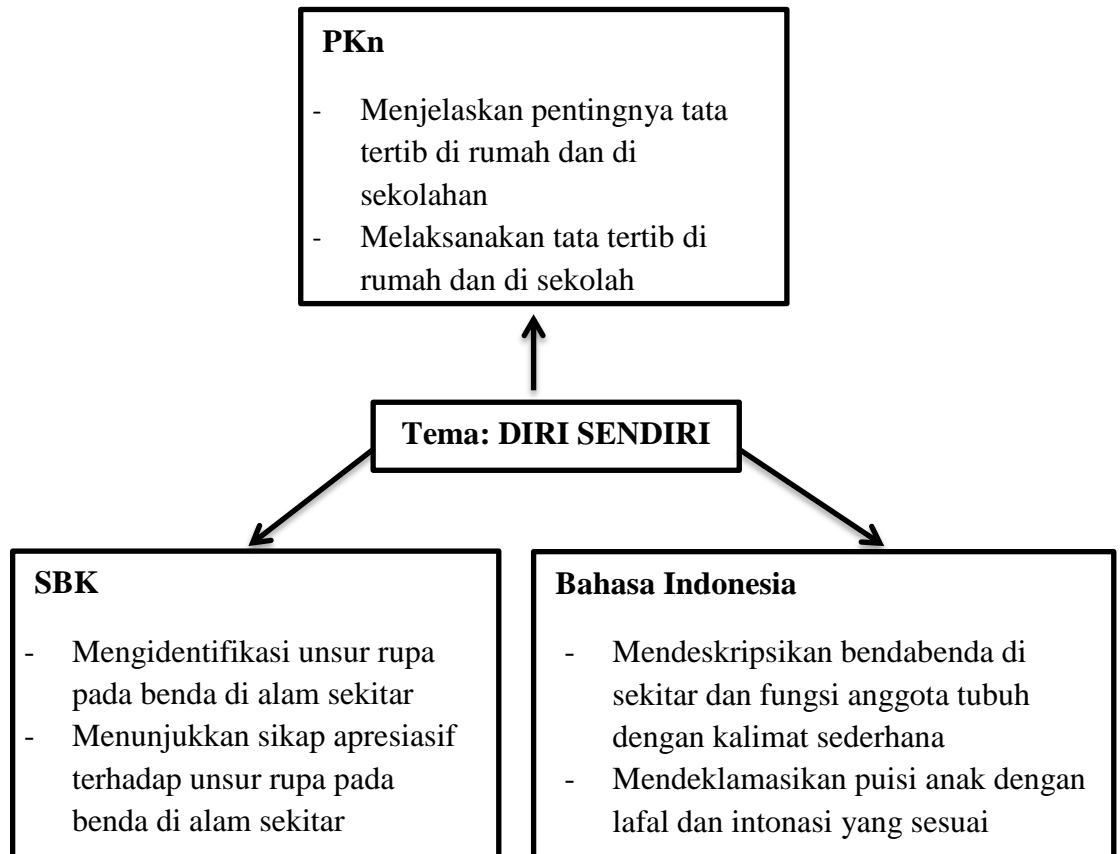 PKn
- Menjelaskan pentingnya tata
tertib di rumah dan di
sekolahan
- Melaksanakan tata tertib di
rumah dan di sekolah
Tema: DIRI SENDIRI
SBK
- Mengidentifikasi unsur rupa
pada benda di alam sekitar
- Menunjukkan sikap apresiasif
terhadap unsur rupa pada
benda di alam sekitar
Bahasa Indonesia
- Mendeskripsikan bendabenda di
sekitar dan fungsi anggota tubuh
dengan kalimat sederhana
- Mendeklamasikan puisi anak dengan
lafal dan intonasi yang sesuai